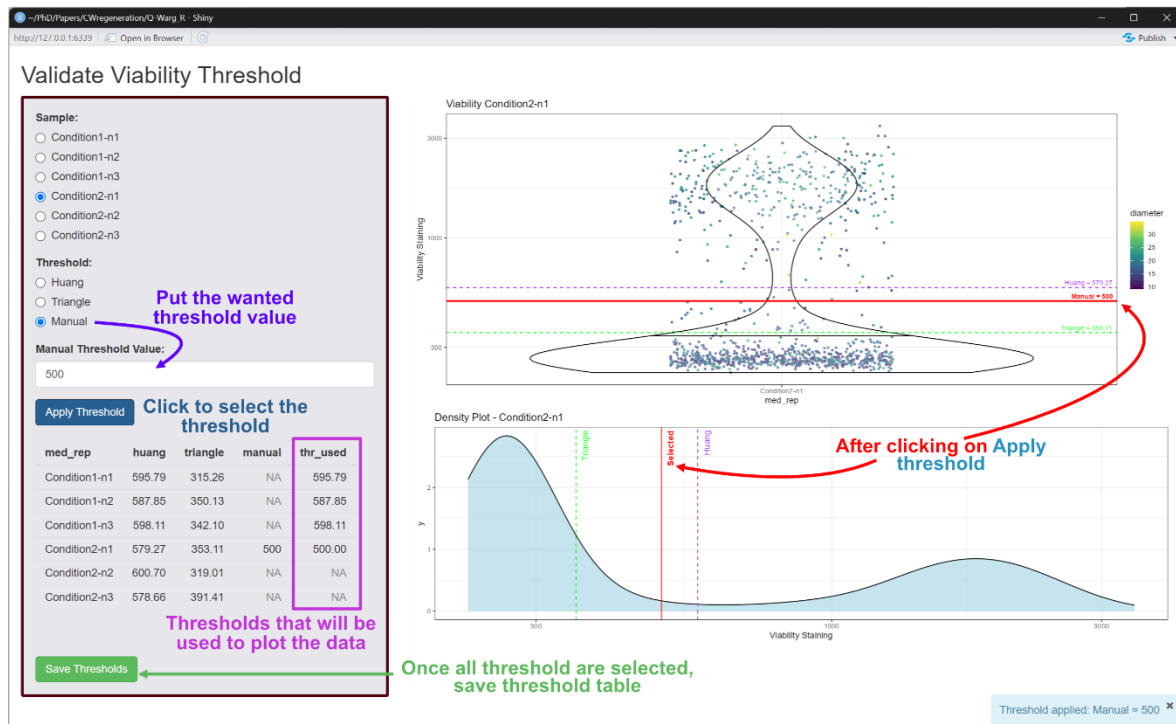 ~/PhD/Papers/CWregeneration/Q-Warg_R - Shiny
http://127.0.0.1:6339 Open in Browser Publish
Validate Viability Threshold
Sample:
Condition1-n1
Condition1-n2
Condition1-n3
Condition2-n1
Condition2-n2
Condition2-n3
Threshold:
Huang
Triangle
Manual
Put the wanted
threshold value
Manual Threshold Value:
500
Apply Threshold
Click to select the
threshold
med_rep huang triangle manual thr_used
Condition1-n1 595.79 315.26 NA 595.79
Condition1-n2 587.85 350.13 NA 587.85
Condition1-n3 598.11 342.10 NA 598.11
Condition2-n1 579.27 353.11 500 500.00
Condition2-n2 600.70 319.01 NA NA
Condition2-n3 578.66 391.41 NA NA
Thresholds that will be
used to plot the data
Save Thresholds
Once all threshold are selected,
save threshold table
Viability Condition2-n1
3000
1000
300
Viability Staining
Huang = 579.27
Manual = 500
Triangle = 353.11
Condition2-n1
med_rep
diameter
30
25
20
15
10
Density Plot - Condition2-n1
Triangle
Selected
Huang
After clicking on Apply
threshold
2
1
0
y
300 1000 3000
Viability Staining
Threshold applied: Manual = 500 ×